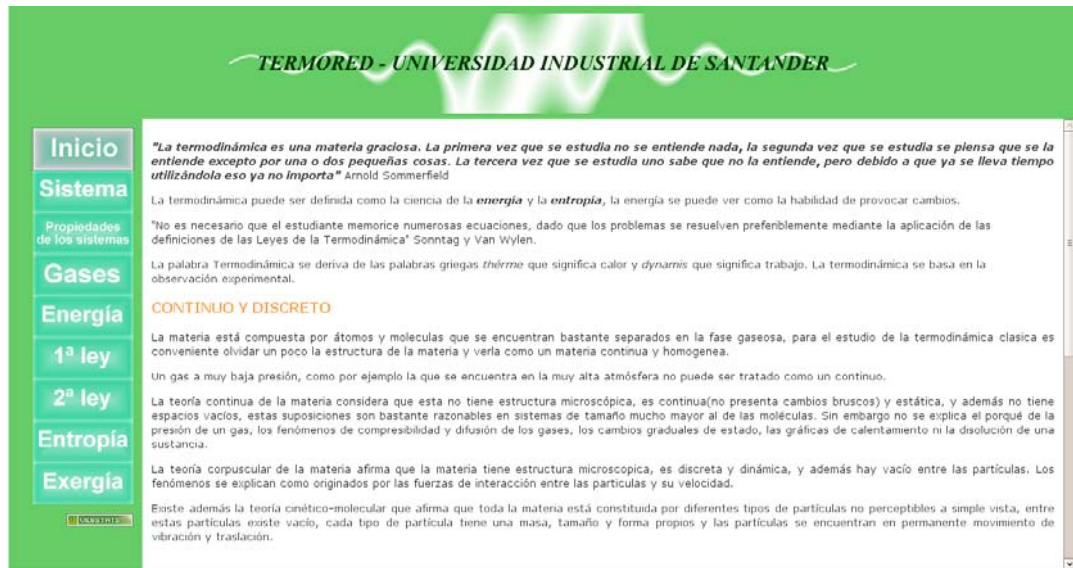 TERMORED - UNIVERSIDAD INDUSTRIAL DE SANTANDER
Inicio
Sistema
Propiedades
de los sistemas
Gases
Energía
1ª ley
2ª ley
Entropía
Exergía
"La termodinámica es una materia graciosa. La primera vez que se estudia no se entiende nada, la segunda vez que se estudia se piensa que se la
entiende excepto por una o dos pequeñas cosas. La tercera vez que se estudia uno sabe que no la entiende, pero debido a que ya se lleva tiempo
utilizándola eso ya no importa" Arnold Sommerfield
La termodinámica puede ser definida como la ciencia de la energía y la entropia, la energía se puede ver como la habilidad de provocar cambios.
"No es necesario que el estudiante memorice numerosas ecuaciones, dado que los problemas se resuelven preferiblemente mediante la aplicación de las
definiciones de las Leyes de la Termodinámica" Sonntag y Van Wylen.
La palabra Termodinámica se deriva de las palabras griegas thérme que significa calor y dynamis que significa trabajo. La termodinámica se basa en la
observación experimental.
CONTINUO Y DISCRETO
La materia está compuesta por átomos y moleculas que se encuentran bastante separados en la fase gaseosa, para el estudio de la termodinámica clasica es
conveniente olvidar un poco la estructura de la materia y verla como un materia continua y homogenea.
Un gas a muy baja presión, como por ejemplo la que se encuentra en la muy alta atmósfera no puede ser tratado como un continuo.
La teoría continua de la materia considera que esta no tiene estructura microscópica, es continua(no presenta cambios bruscos) y estática, y además no tiene
espacios vacíos, estas suposiciones son bastante razonables en sistemas de tamaño mucho mayor al de las moléculas. Sin embargo no se explica el porqué de la
presión de un gas, los fenómenos de compresibilidad y difusión de los gases, los cambios graduales de estado, las gráficas de calentamiento ni la disolución de una
sustancia.
La teoría corpuscular de la materia afirma que la materia tiene estructura microscopica, es discreta y dinámica, y además hay vacío entre las partículas. Los
fenómenos se explican como originados por las fuerzas de interacción entre las particulas y su velocidad.
Existe además la teoría cinético-molecular que afirma que toda la materia está constituida por diferentes tipos de partículas no perceptibles a simple vista, entre
estas partículas existe vacío, cada tipo de partícula tiene una masa, tamaño y forma propios y las partículas se encuentran en permanente movimiento de
vibración y traslación.